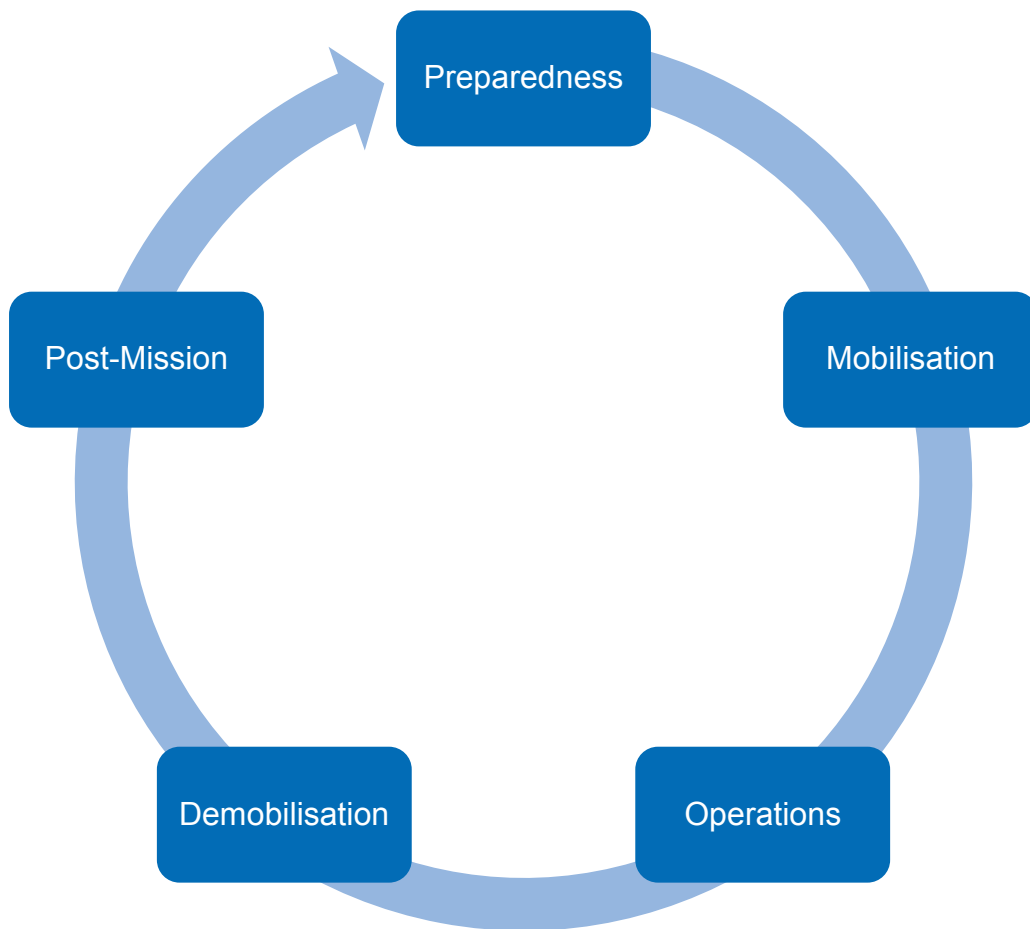 Preparedness
Mobilisation
Operations
Demobilisation
Post-Mission